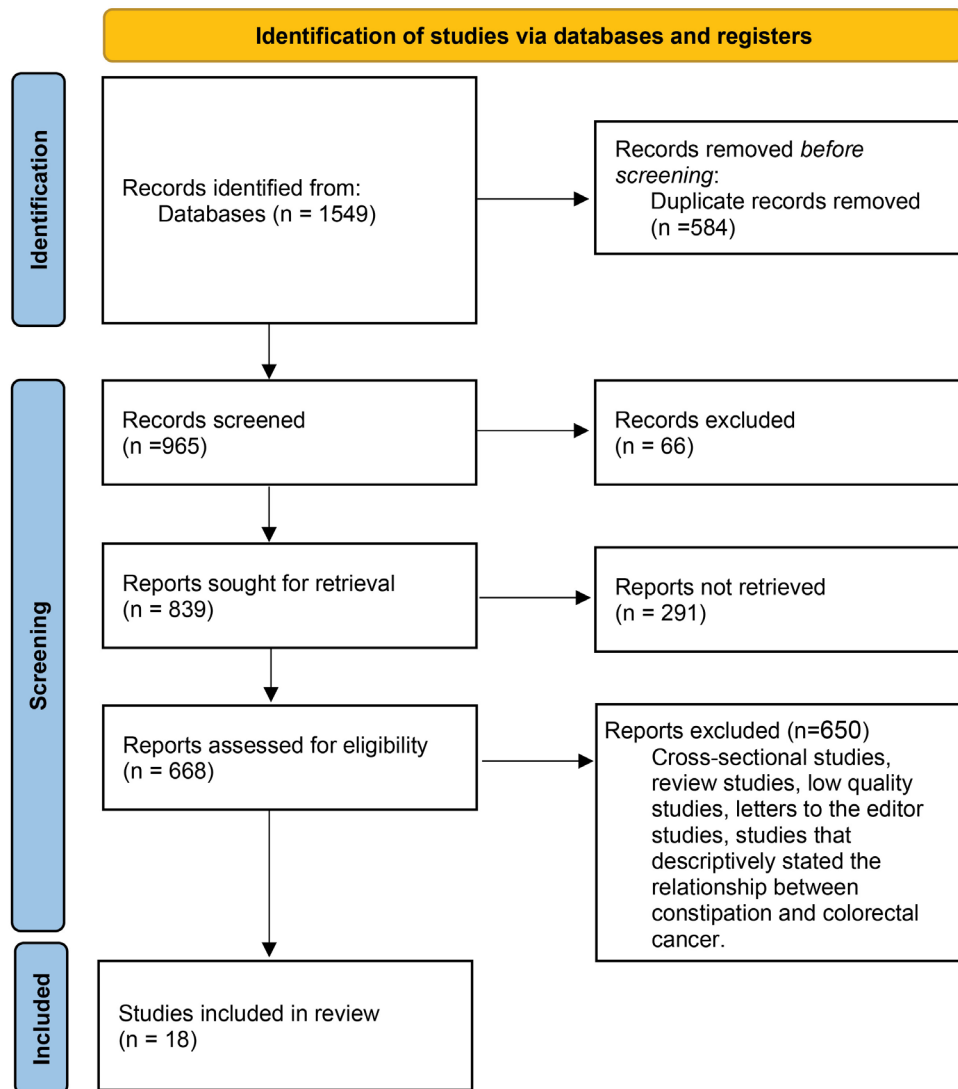 Identification of studies via databases and registers
Identification
Records identified from:
Databases (n = 1549)
Records removed before
screening:
Duplicate records removed
(n =584)
Screening
Records screened
(n =965)
Records excluded
(n = 66)
Reports sought for retrieval
(n = 839)
Reports not retrieved
(n = 291)
Reports assessed for eligibility
(n = 668)
Reports excluded (n=650)
Cross-sectional studies,
review studies, low quality
studies, letters to the editor
studies, studies that
descriptively stated the
relationship between
constipation and colorectal
cancer.
Included
Studies included in review
(n = 18)